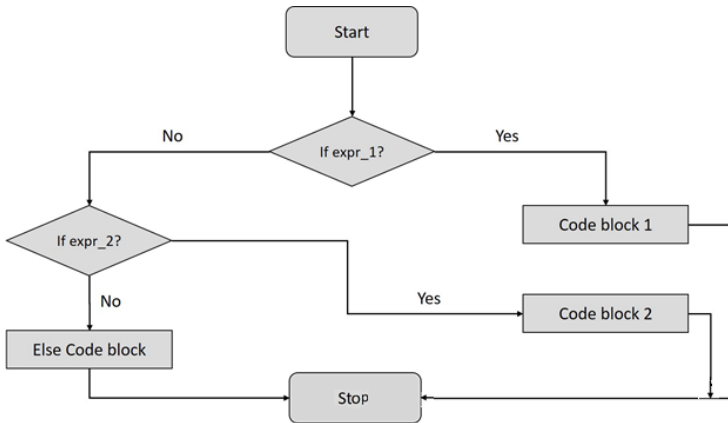 Start
No
If expr_1?
Yes
If expr_2?
Code block 1
No
Yes
Code block 2
Else Code block
Stop